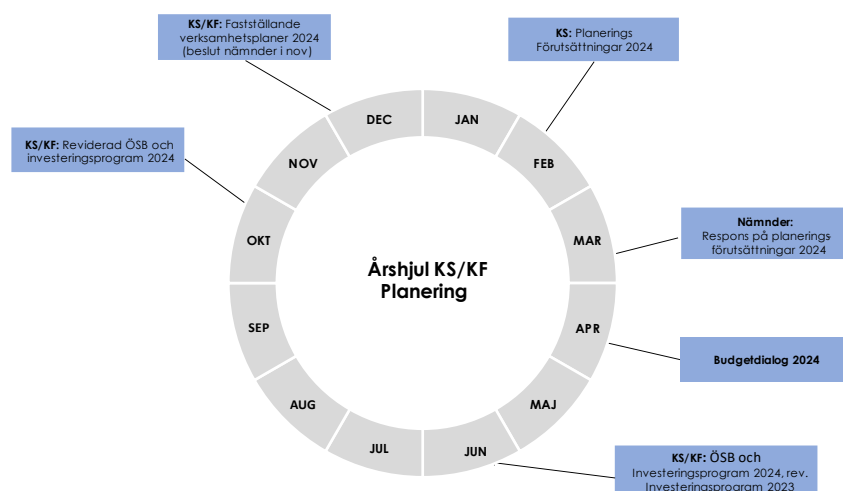 KS/KF: Fastställande
verksamhetsplaner 2024
(beslut nämnder i nov)
KS: Planerings
Förutsättningar 2024
DEC
JAN
KS/KF: Reviderad ÖSB och
investeringsprogram 2024
NOV
FEB
OKT
MAR
Nämnder:
Respons på planerings-
förutsättningar 2024
Årshjul KS/KF
Planering
SEP
APR
Budgetdialog 2024
AUG
MAJ
JUL
JUN
KS/KF: ÖSB och
Investeringsprogram 2024, rev.
Investeringsprogram 2023